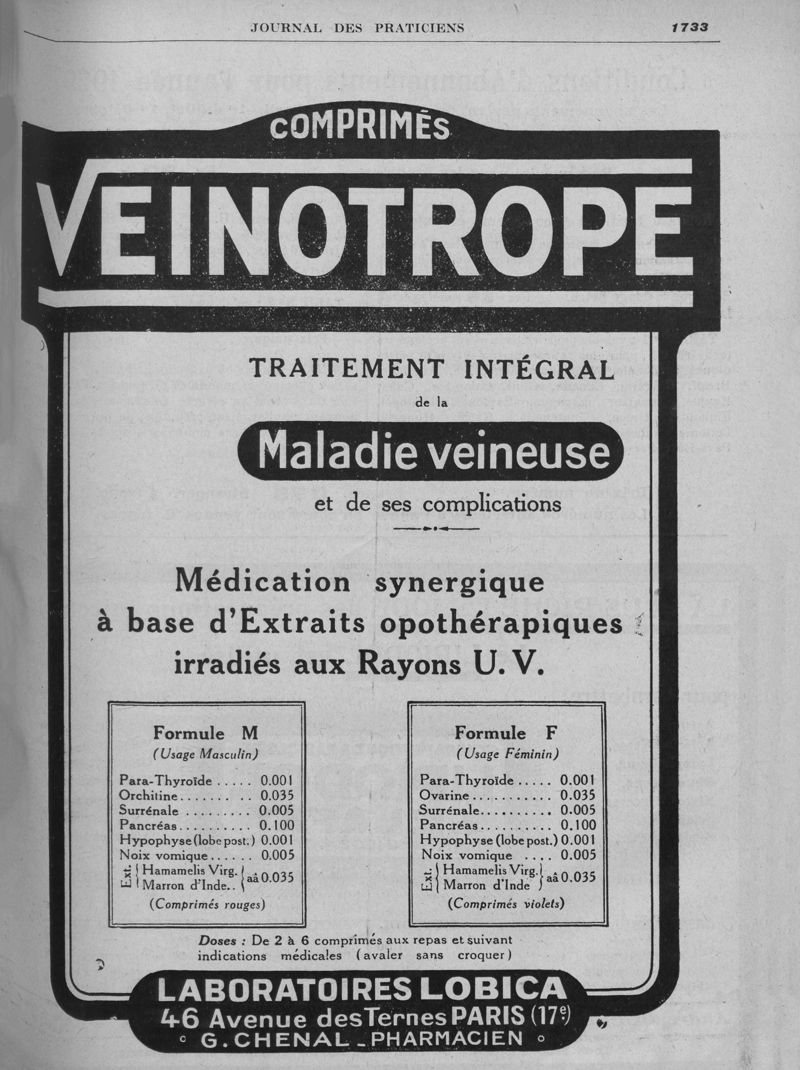 JOURNAL DES PRATICIENS 1733
COMPRIMÉS
VEINOTROPE
TRAITEMENT INTÉGRAL
de la
Maladie veineuse
et de ses complications
Médication synergique
à base d'Extraits opothérapiques
irradiés aux Rayons U. V.
Formule M
(Usage Masculin)
Para-Thyroïde ..... 0.001
Orchitine........ .. 0.035
Surrénale ......... 0.005
Pancréas.......... 0.100
Hypophyse (lobe post.) 0.001
Noix vomique...... 0.005
Ext. { Hamamelis Virg. } aâ 0.035
Marron d'Inde..
(Comprimés rouges)
Formule F
(Usage Féminin)
Para-Thyroïde ..... 0.001
Ovarine ........... 0.035
Surrénale.......... 0.005
Pancréas.......... 0.100
Hypophyse (lobe post.) 0.001
Noix vomique .... 0.005
Ext. { Hamamelis Virg. } aâ 0.035
Marron d'Inde
(Comprimés violets)
Doses : De 2 à 6 comprimés aux repas et suivant
indications médicales (avaler sans croquer)
LABORATOIRES LOBICA
46 Avenue des Ternes PARIS (17e)
G. CHENAL - PHARMACIEN